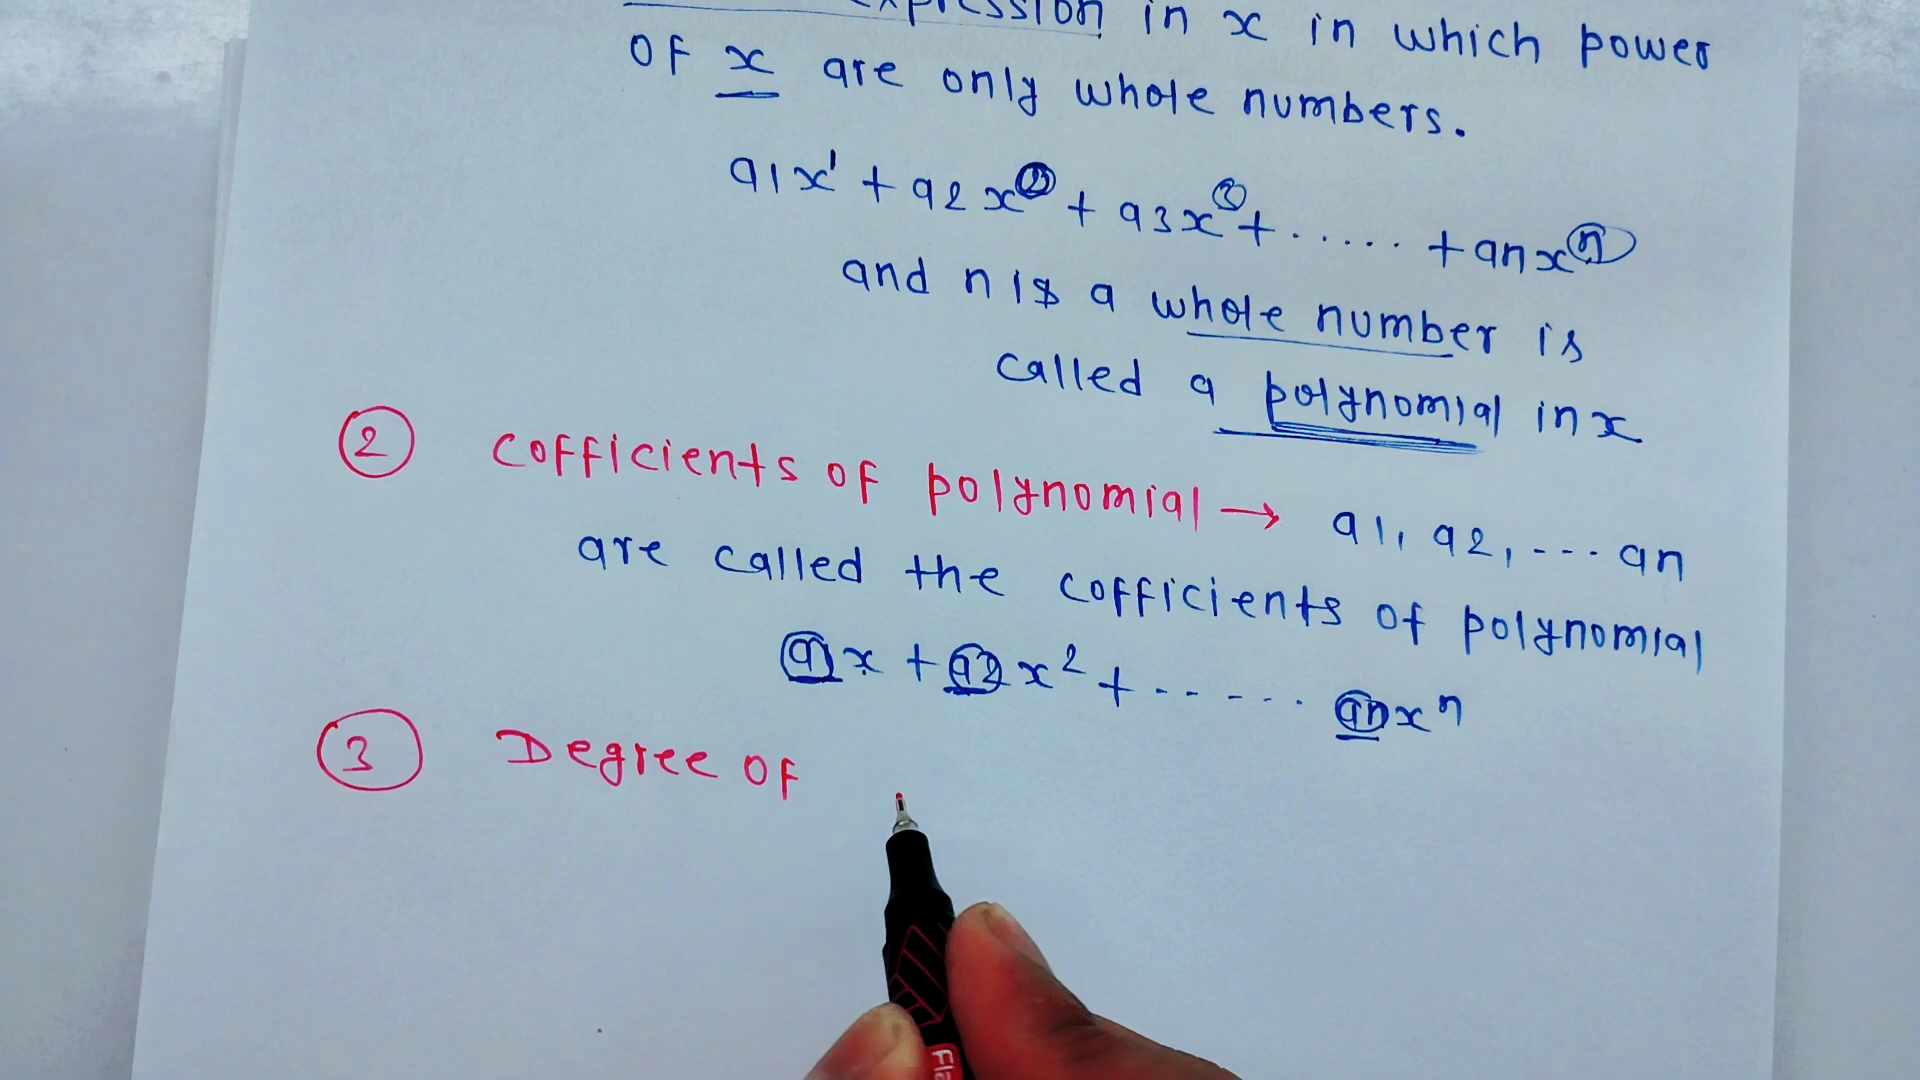 expression in x in which power
of x are only whole numbers.
a1x¹ + a2x² + a3x³ + ...... + anxⁿ
and n is a whole number is
called a polynomial in x
② Cofficients of polynomial → a1, a2, --- an
are called the cofficients of polynomial
a1x + a2x² + ------ anxⁿ
③ Degree of
Fla